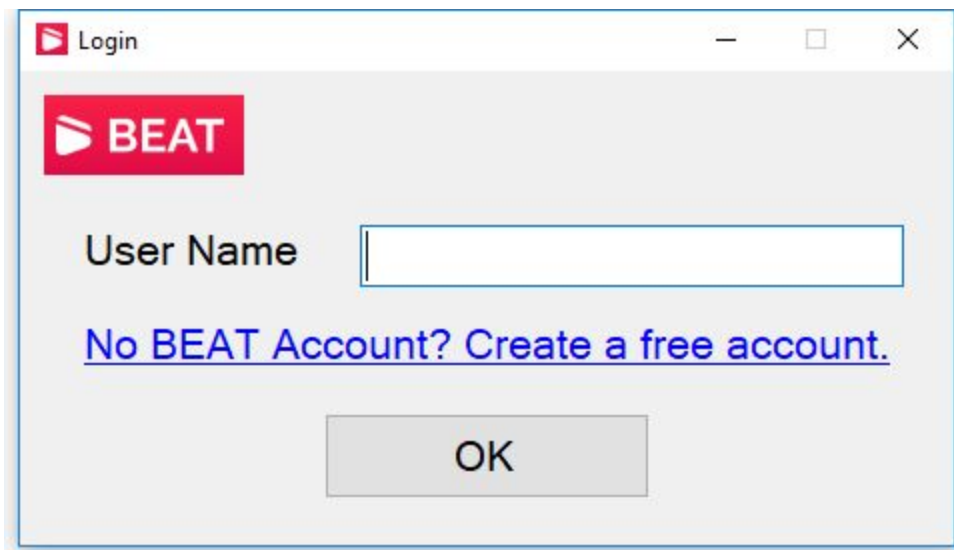 Login
BEAT
User Name
No BEAT Account? Create a free account.
OK